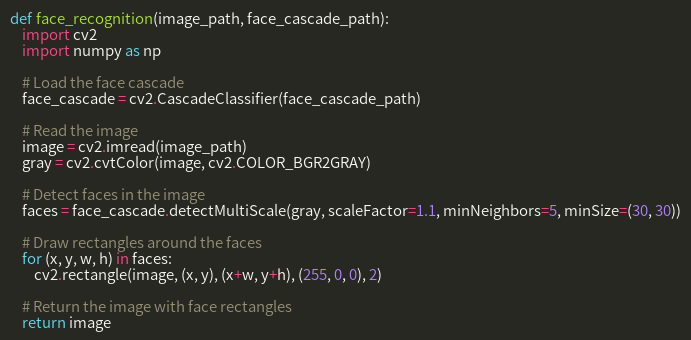 def face_recognition(image_path, face_cascade_path):
    import cv2
    import numpy as np

    # Load the face cascade
    face_cascade = cv2.CascadeClassifier(face_cascade_path)

    # Read the image
    image = cv2.imread(image_path)
    gray = cv2.cvtColor(image, cv2.COLOR_BGR2GRAY)

    # Detect faces in the image
    faces = face_cascade.detectMultiScale(gray, scaleFactor=1.1, minNeighbors=5, minSize=(30, 30))

    # Draw rectangles around the faces
    for (x, y, w, h) in faces:
        cv2.rectangle(image, (x, y), (x+w, y+h), (255, 0, 0), 2)

    # Return the image with face rectangles
    return image